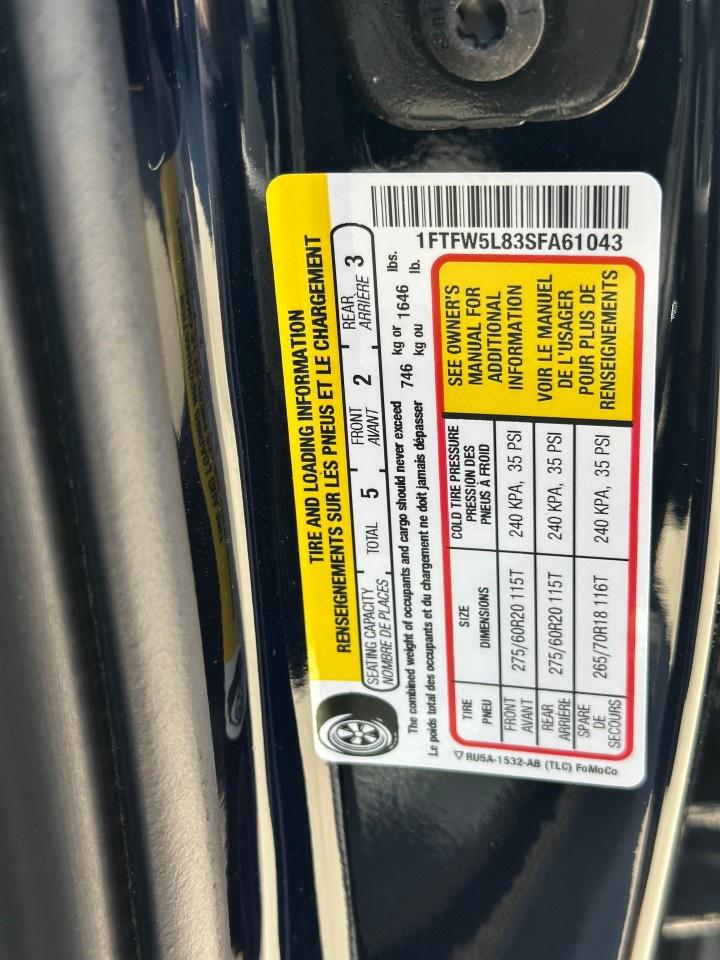 TIRE AND LOADING INFORMATION
RENSEIGNEMENTS SUR LES PNEUS ET LE CHARGEMENT
SEATING CAPACITY TOTAL 5 FRONT 2 REAR 3
NOMBRE DE PLACES AVANT ARRIÈRE
The combined weight of occupants and cargo should never exceed 746 kg or 1646 lbs.
Le poids total des occupants et du chargement ne doit jamais dépasser kg ou lb.
1FTFW5L83SFA61043
TIRE SIZE COLD TIRE PRESSURE
PNEU DIMENSIONS PRESSION DES
PNEUS À FROID
FRONT 275/60R20 115T 240 KPA, 35 PSI
AVANT
REAR 275/60R20 115T 240 KPA, 35 PSI
ARRIÈRE
SPARE 265/70R18 116T 240 KPA, 35 PSI
DE
SECOURS
SEE OWNER'S
MANUAL FOR
ADDITIONAL
INFORMATION
VOIR LE MANUEL
DE L'USAGER
POUR PLUS DE
RENSEIGNEMENTS
RU5A-1532-AB (TLC) FoMoCo